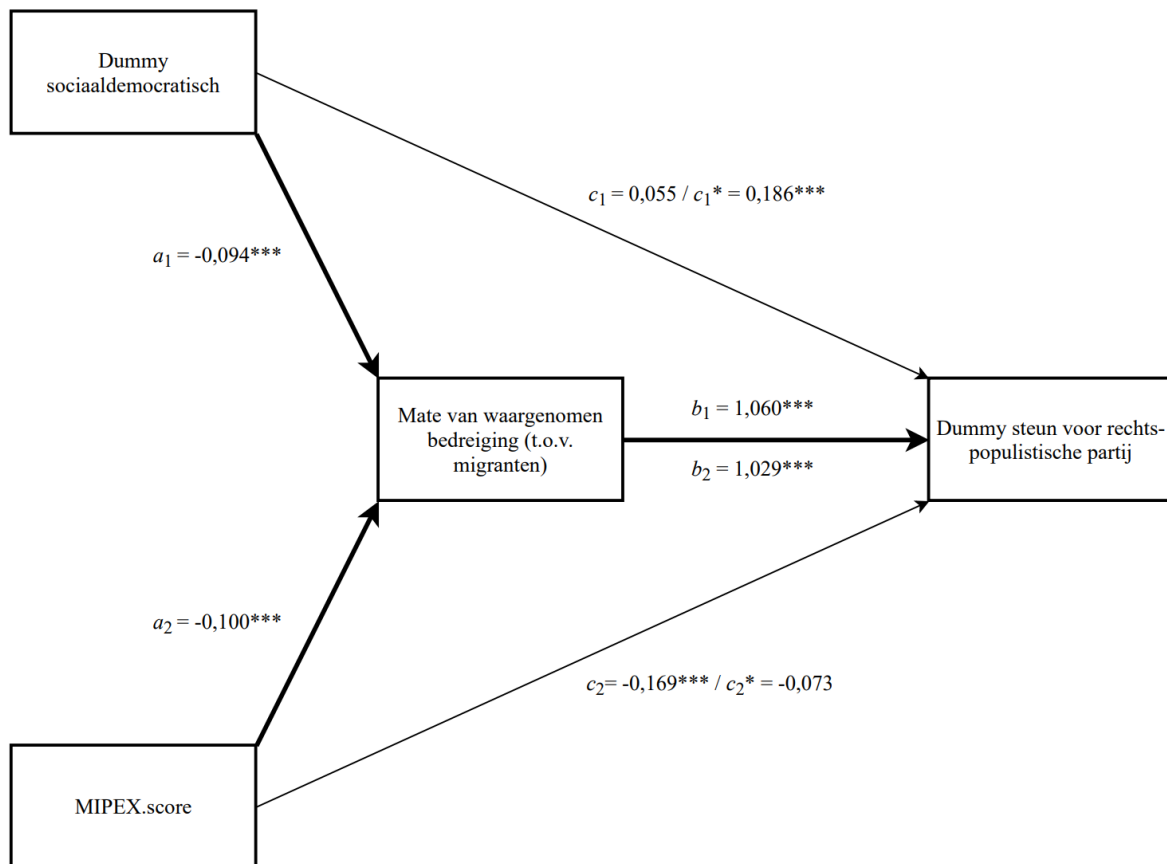 Dummy
sociaaldemocratisch
c1 = 0,055 / c1* = 0,186***
a1 = -0,094***
Mate van waargenomen
bedreiging (t.o.v.
migranten)
b1 = 1,060***
b2 = 1,029***
Dummy steun voor rechts-
populistische partij
a2 = -0,100***
c2= -0,169*** / c2* = -0,073
MIPEX.score